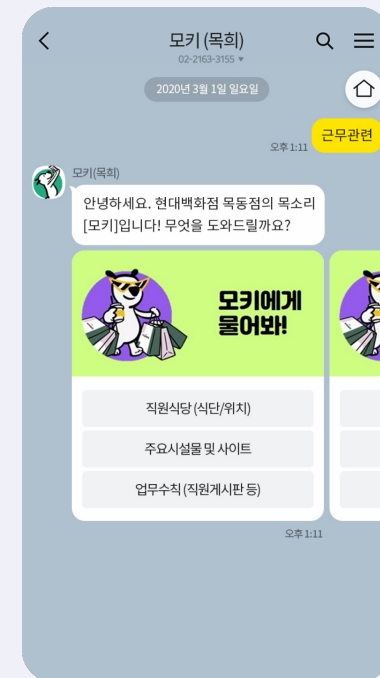 모키 (목희)
02-2163-3155 ▼
2020년 3월 1일 일요일
근무관련
오후 1:11
모키(목희)
안녕하세요. 현대백화점 목동점의 목소리
[모키]입니다! 무엇을 도와드릴까요?
모키에게
물어봐!
직원식당 (식단/위치)
주요시설물 및 사이트
업무수칙 (직원게시판 등)
오후 1:11